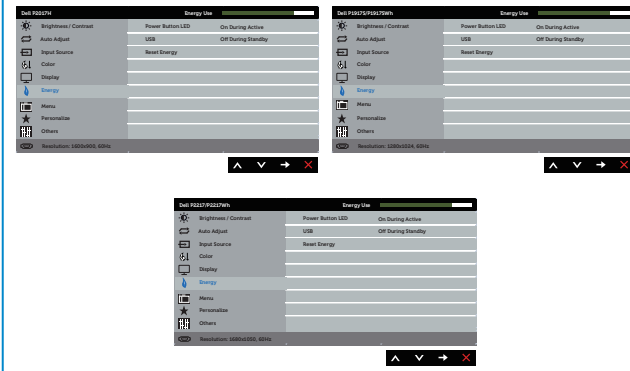 Dell P2017H Energy Use
Brightness / Contrast Power Button LED On During Active
Auto Adjust USB Off During Standby
Input Source Reset Energy
Color
Display
Energy
Menu
Personalize
Others
Resolution: 1600x900, 60Hz
Dell P1917S/P1917SWh Energy Use
Brightness / Contrast Power Button LED On During Active
Auto Adjust USB Off During Standby
Input Source Reset Energy
Color
Display
Energy
Menu
Personalize
Others
Resolution: 1280x1024, 60Hz
Dell P2217/P2217Wh Energy Use
Brightness / Contrast Power Button LED On During Active
Auto Adjust USB Off During Standby
Input Source Reset Energy
Color
Display
Energy
Menu
Personalize
Others
Resolution: 1680x1050, 60Hz